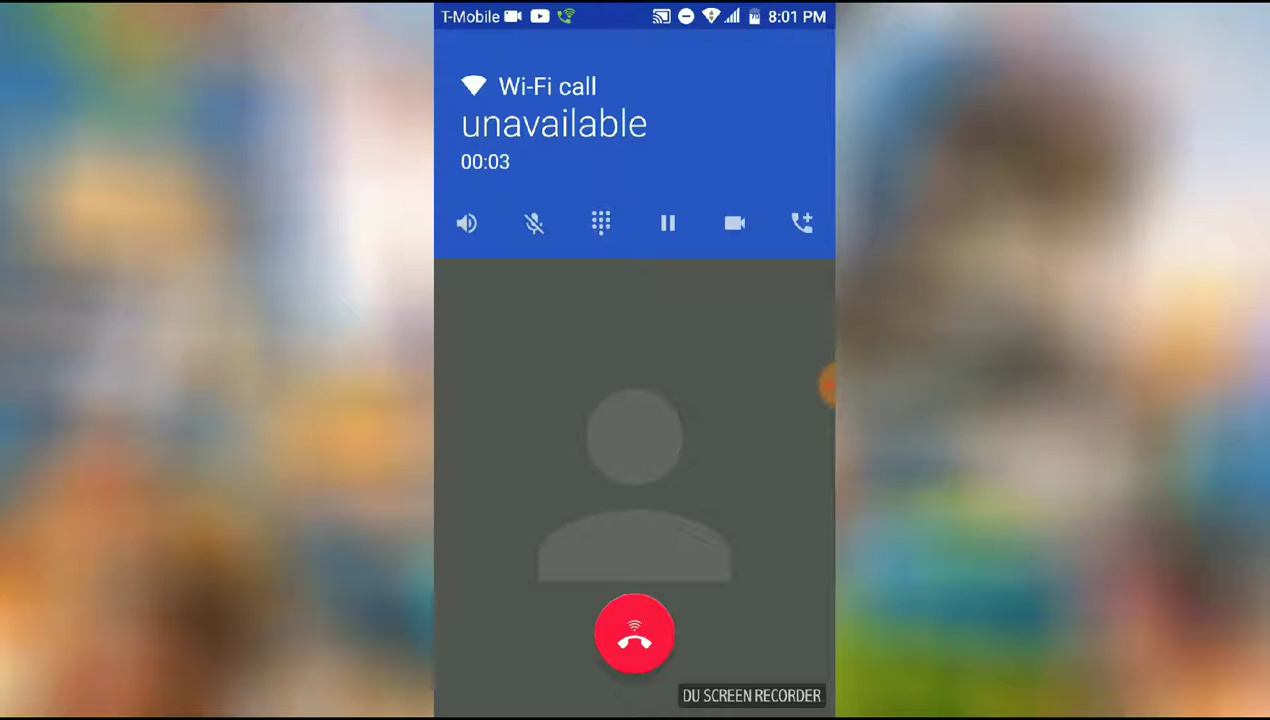 T-Mobile 8:01 PM
Wi-Fi call
unavailable
00:03
DU SCREEN RECORDER